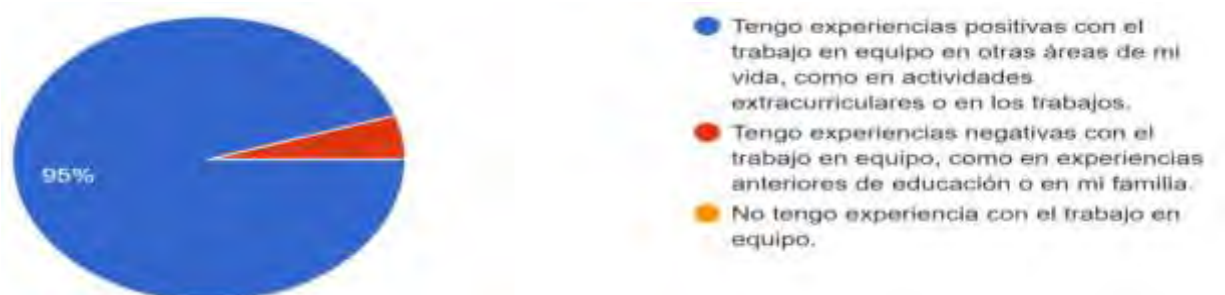 Tengo experiencias positivas con el
trabajo en equipo en otras áreas de mi
vida, como en actividades
extracurriculares o en los trabajos.
Tengo experiencias negativas con el
trabajo en equipo, como en experiencias
anteriores de educación o en mi familia.
No tengo experiencia con el trabajo en
equipo.
95%